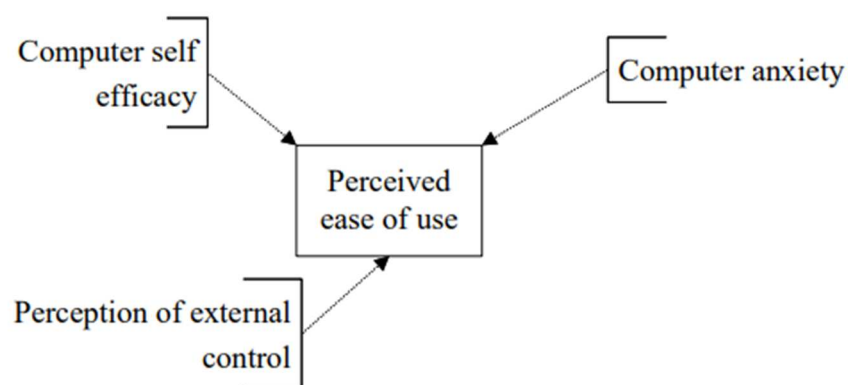 Computer self
efficacy
Computer anxiety
Perceived
ease of use
Perception of external
control